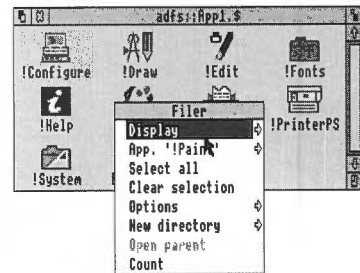 adfs::App1.$
!Configure !Draw !Edit !Fonts
!Help !PrinterPS
!System
Filer
Display
App. '!Paint'
Select all
Clear selection
Options
New directory
Open parent
Count